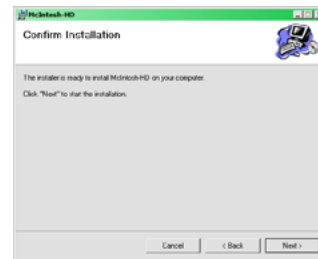 McIntosh-HD
Confirm Installation
The installer is ready to install McIntosh-HD on your computer.
Click "Next" to start the installation.
Cancel
< Back
Next >